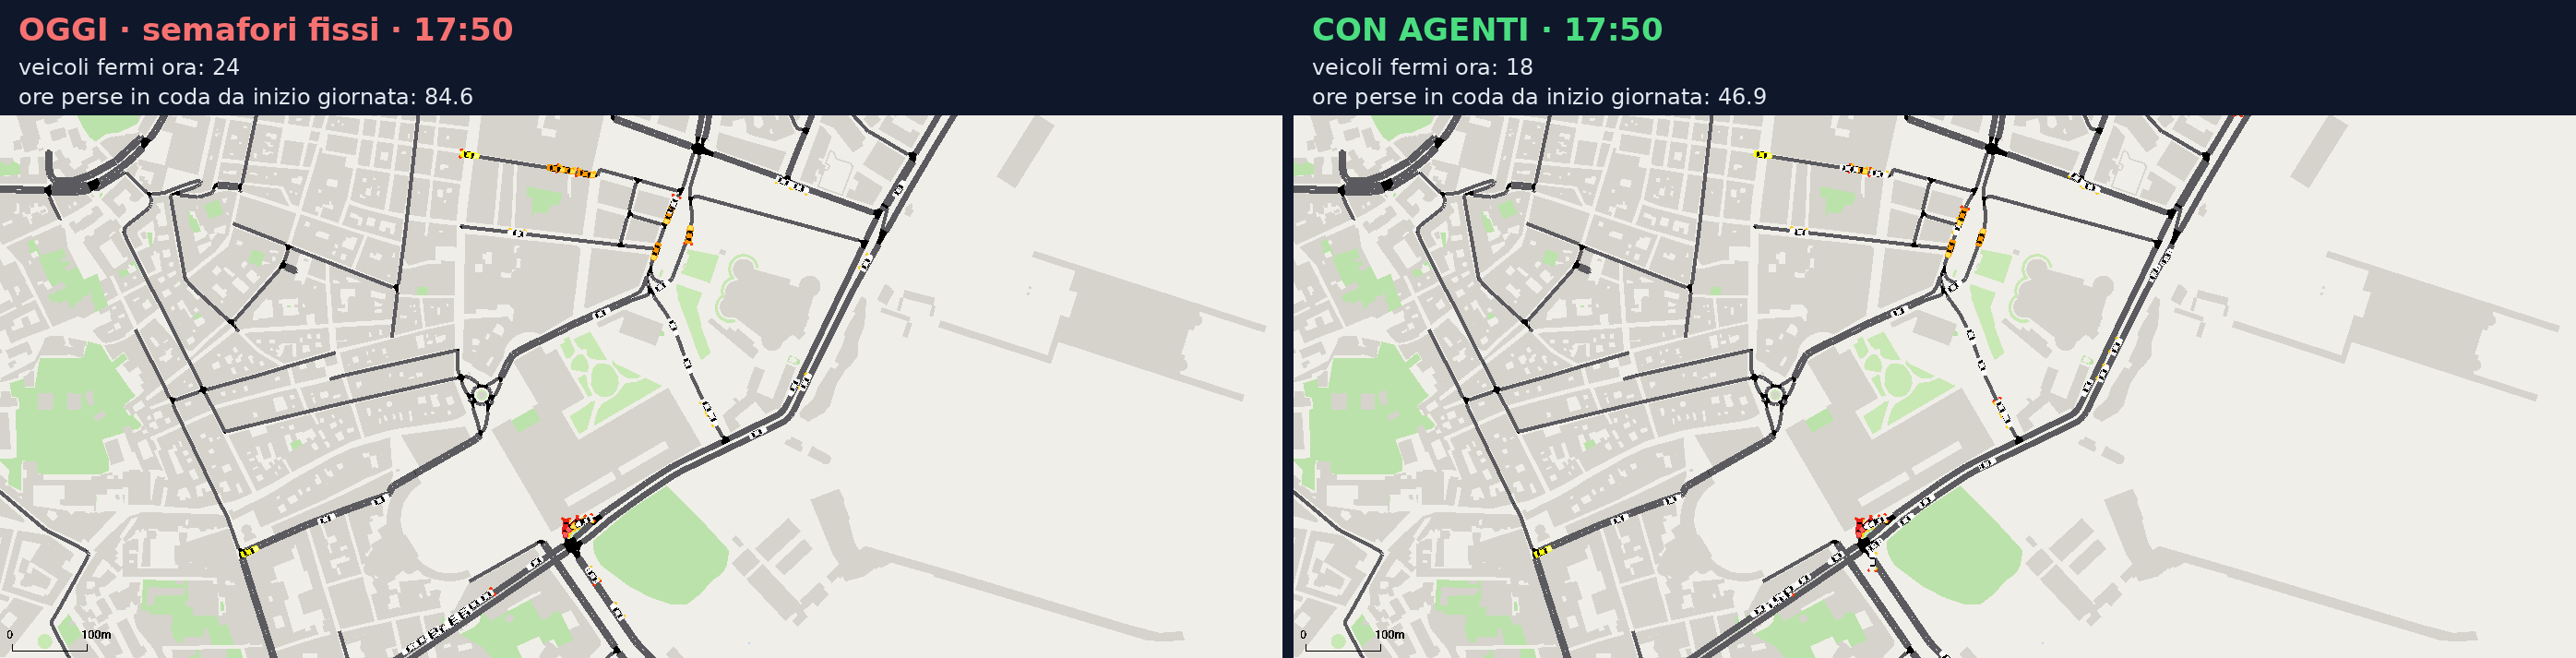 OGGI · semafori fissi · 17:50
veicoli fermi ora: 24
ore perse in coda da inizio giornata: 84.6
CON AGENTI · 17:50
veicoli fermi ora: 18
ore perse in coda da inizio giornata: 46.9
0 100m
0 100m